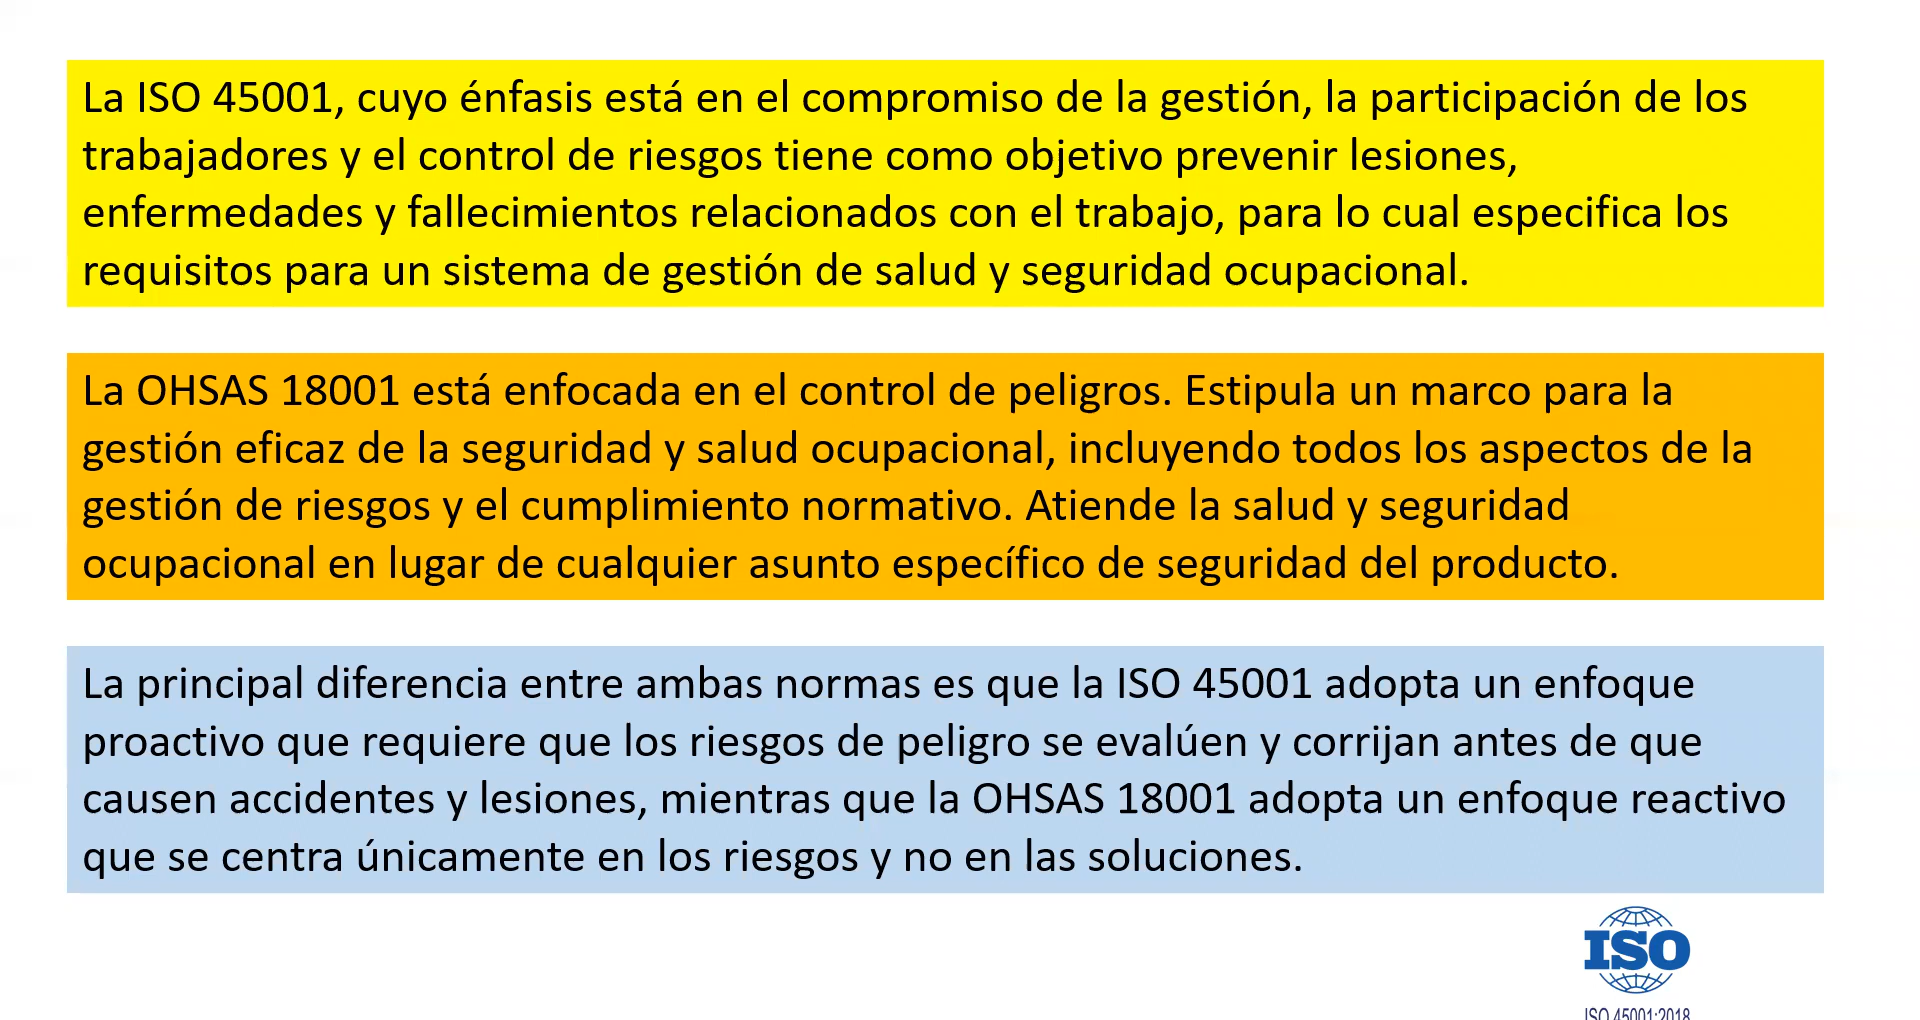 La ISO 45001, cuyo énfasis está en el compromiso de la gestión, la participación de los
trabajadores y el control de riesgos tiene como objetivo prevenir lesiones,
enfermedades y fallecimientos relacionados con el trabajo, para lo cual especifica los
requisitos para un sistema de gestión de salud y seguridad ocupacional.
La OHSAS 18001 está enfocada en el control de peligros. Estipula un marco para la
gestión eficaz de la seguridad y salud ocupacional, incluyendo todos los aspectos de la
gestión de riesgos y el cumplimiento normativo. Atiende la salud y seguridad
ocupacional en lugar de cualquier asunto específico de seguridad del producto.
La principal diferencia entre ambas normas es que la ISO 45001 adopta un enfoque
proactivo que requiere que los riesgos de peligro se evalúen y corrijan antes de que
causen accidentes y lesiones, mientras que la OHSAS 18001 adopta un enfoque reactivo
que se centra únicamente en los riesgos y no en las soluciones.
ISO
ISO 45001:2018